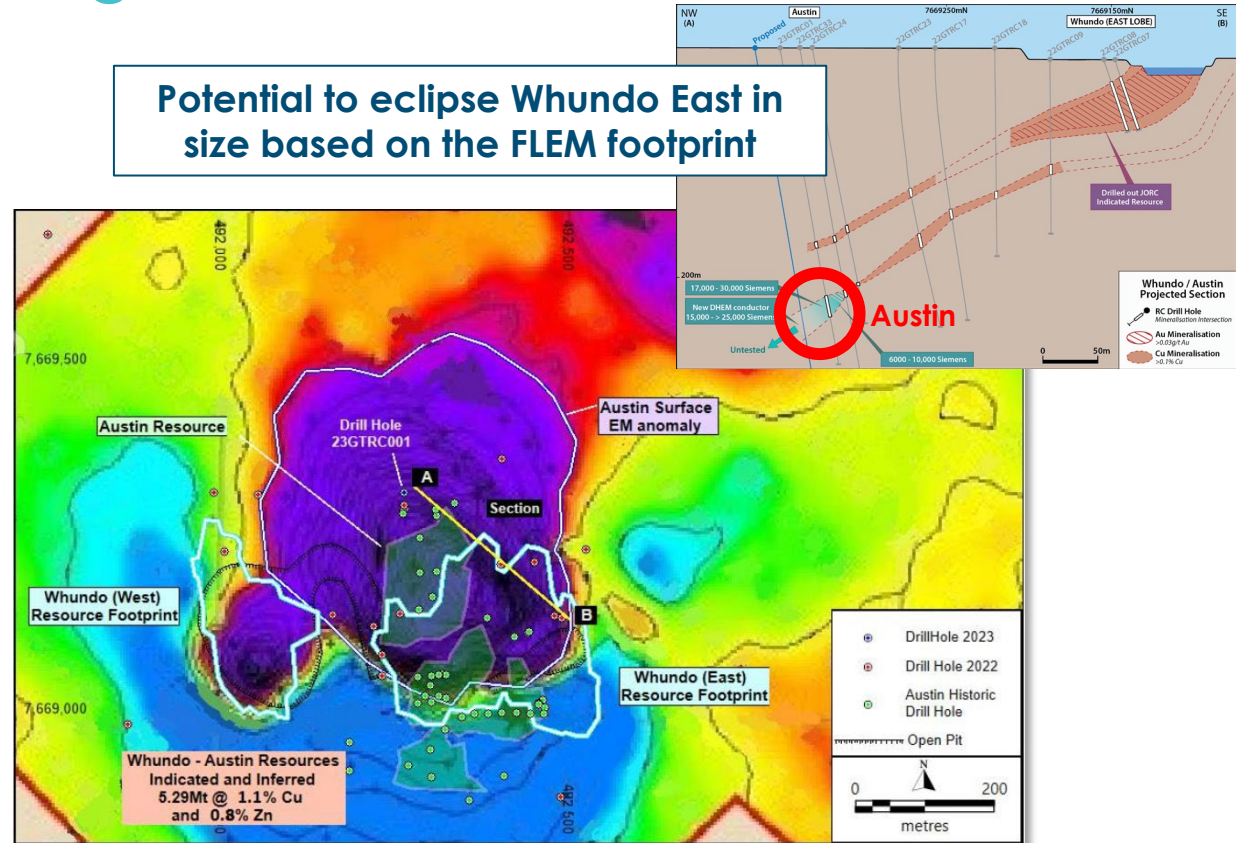 NW
(A)
Austin
7669250mN
7669150mN
Whundo (EAST LOBE)
SE
(B)
Proposed
23GTRC01
22GTRC33
22GTRC24
22GTRC23
22GTRC17
22GTRC18
22GTRC09
22GTRC08
22GTRC07
Potential to eclipse Whundo East in
size based on the FLEM footprint
Drilled out JORC
Indicated Resource
200m
17,000 - 30,000 Siemens
New DHEM conductor
15,000 - > 25,000 Siemens
Untested
Austin
6000 - 10,000 Siemens
0 50m
Whundo / Austin
Projected Section
RC Drill Hole
Mineralisation Intersection
Au Mineralisation
>0.03g/t Au
Cu Mineralisation
>0.1% Cu
492,000
492,500
7,669,500
Austin Resource
Drill Hole
23GTRC001
Austin Surface
EM anomaly
A
Section
B
Whundo (West)
Resource Footprint
Whundo (East)
Resource Footprint
7,669,000
Whundo - Austin Resources
Indicated and Inferred
5.29Mt @ 1.1% Cu
and 0.8% Zn
492,500
DrillHole 2023
Drill Hole 2022
Austin Historic
Drill Hole
Open Pit
N
0 200
metres